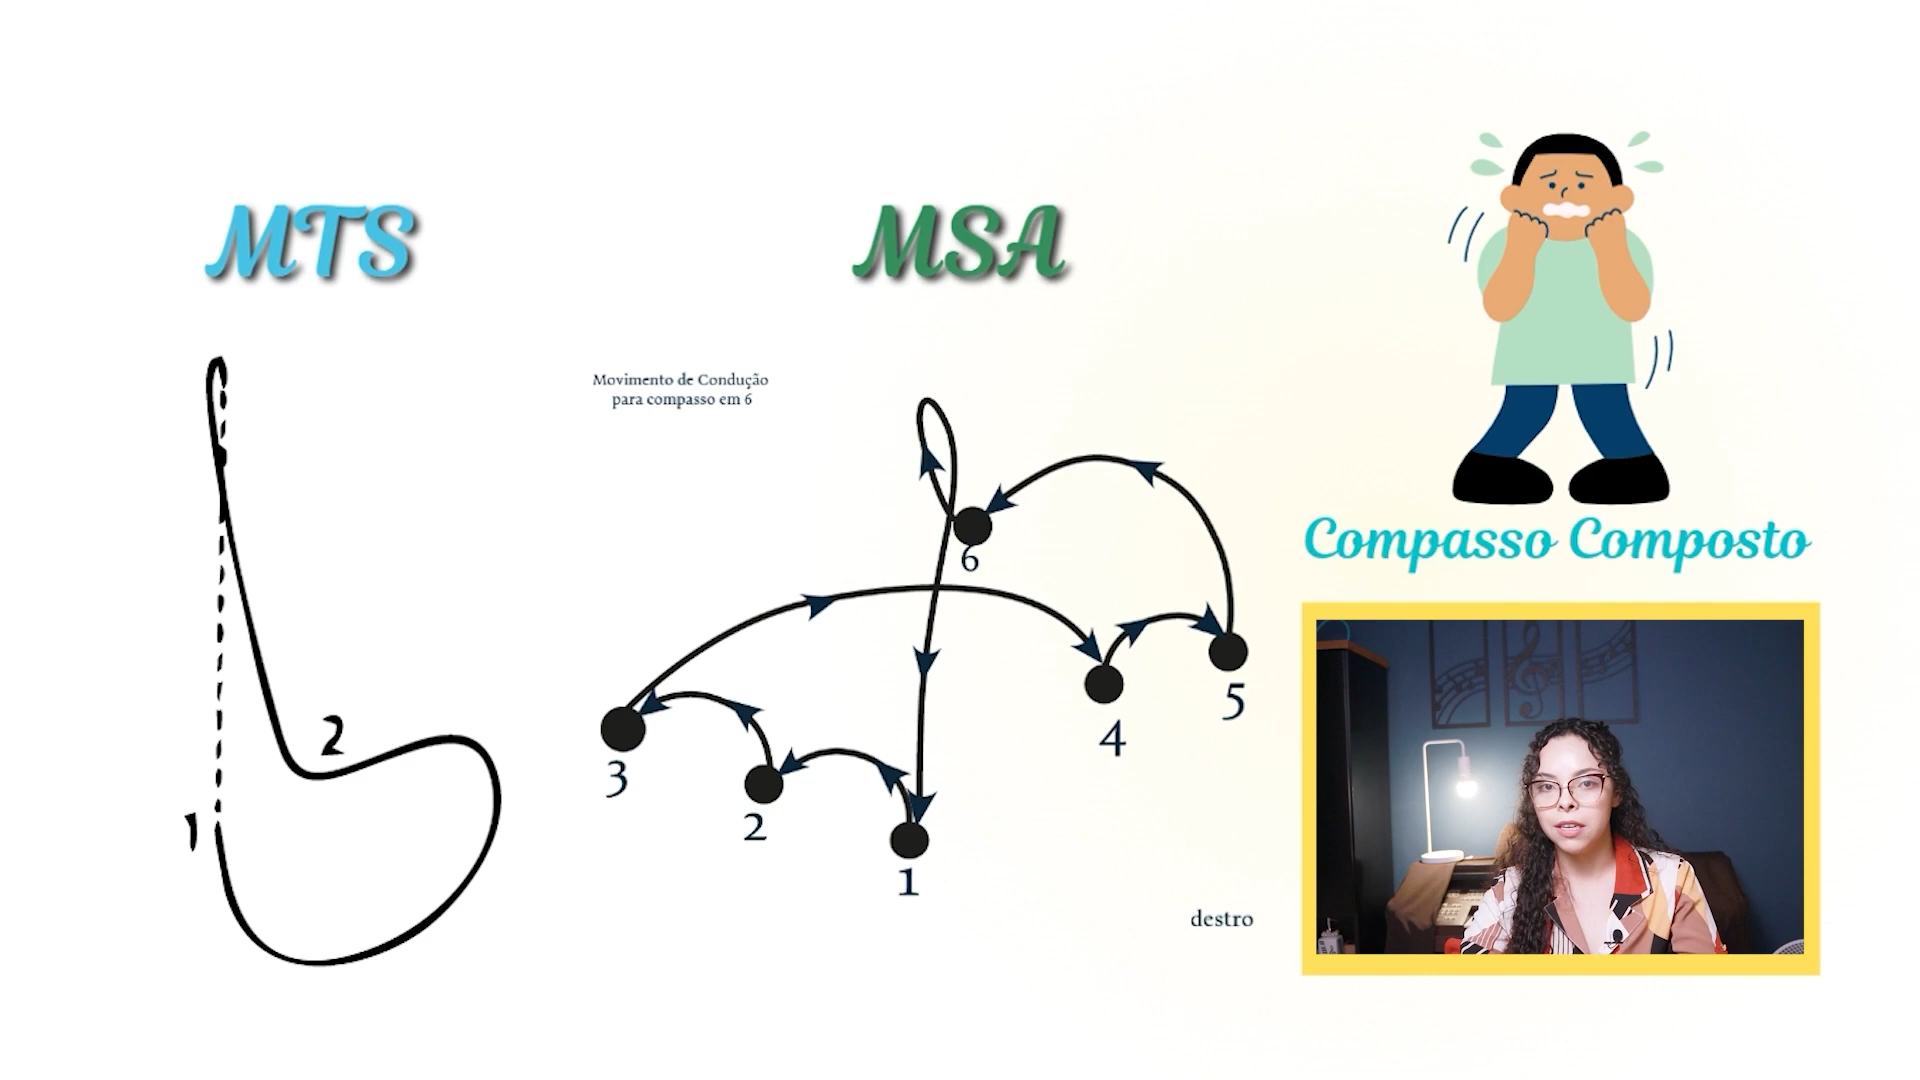 MTS
MSA
Movimento de Condução
para compasso em 6
1
2
1
2
3
4
5
6
destro
Compasso Composto